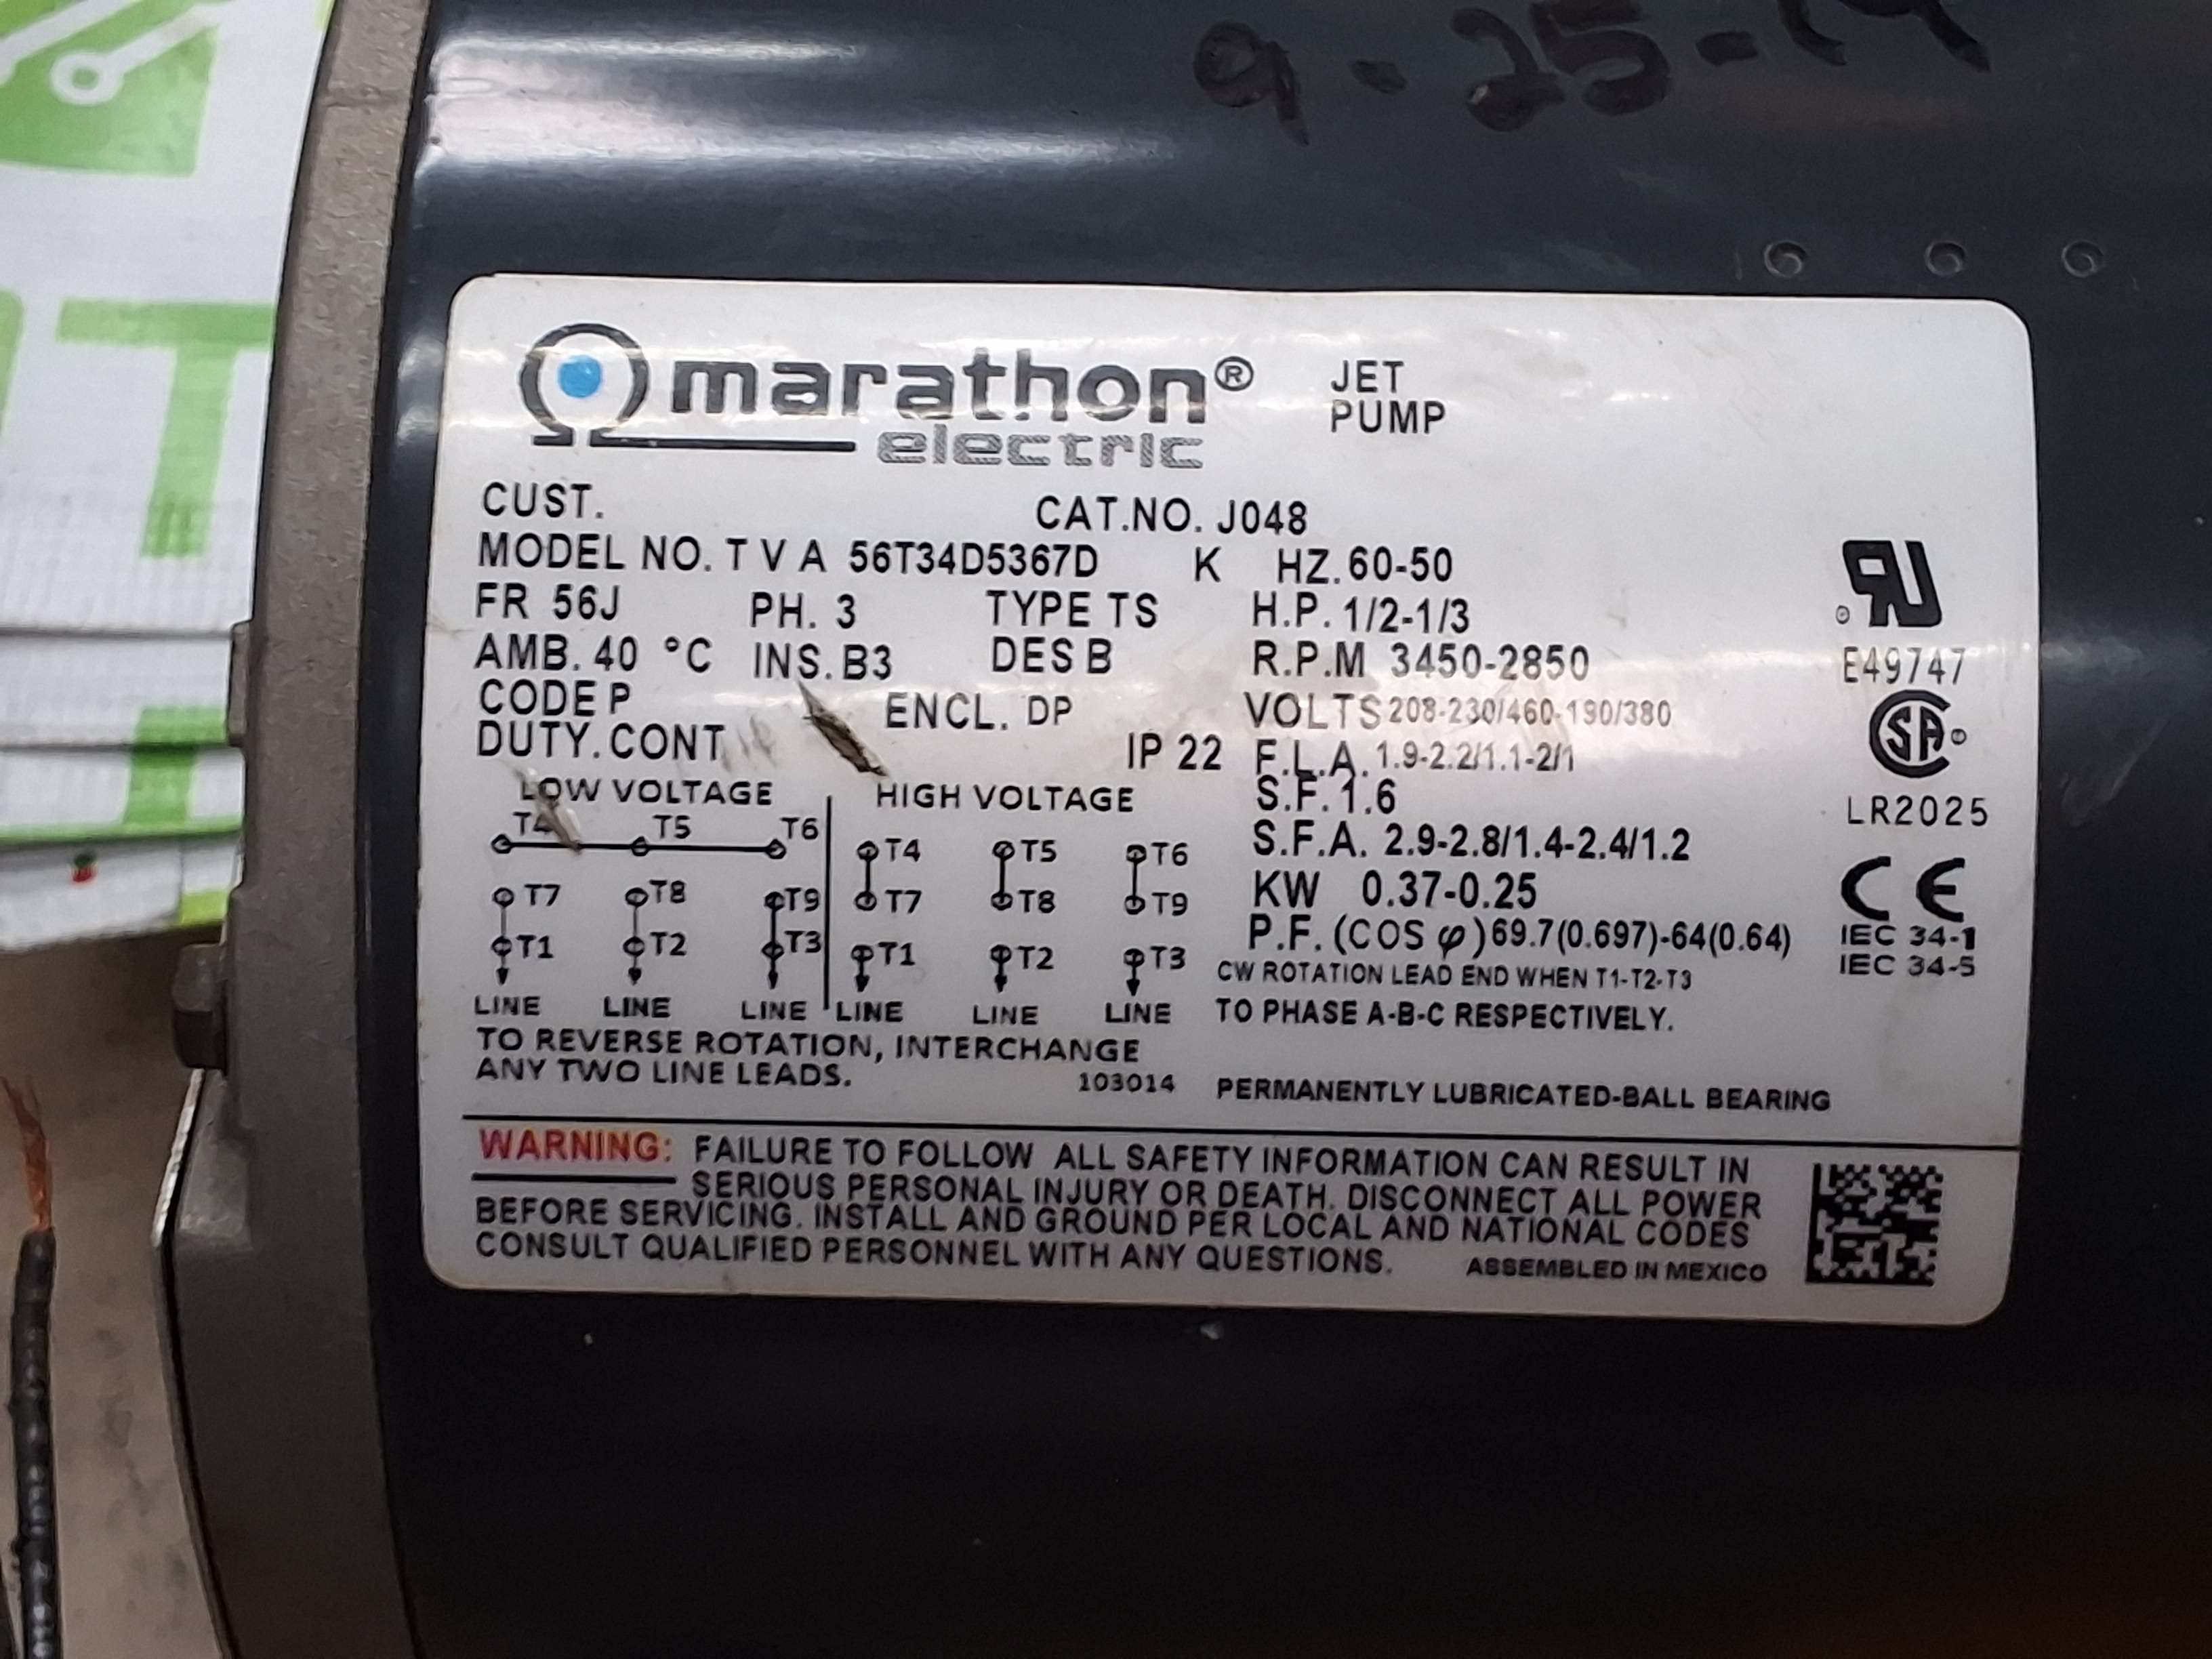 9-25-19
marathon®
electric
JET
PUMP
CUST.
CAT.NO. J048
MODEL NO. T V A 56T34D5367D K HZ. 60-50
FR 56J PH. 3 TYPE TS H.P. 1/2-1/3
AMB. 40 °C INS. B3 DES B R.P.M 3450-2850
CODE P ENCL. DP VOLTS 208-230/460-190/380
DUTY. CONT IP 22 F.L.A. 1.9-2.2/1.1-2/1
S.F. 1.6
S.F.A. 2.9-2.8/1.4-2.4/1.2
KW 0.37-0.25
P.F. (COS φ) 69.7(0.697)-64(0.64)
CW ROTATION LEAD END WHEN T1-T2-T3
TO PHASE A-B-C RESPECTIVELY.
PERMANENTLY LUBRICATED-BALL BEARING
LOW VOLTAGE
T4 T5 T6
T7 T8 T9
T1 T2 T3
LINE LINE LINE
HIGH VOLTAGE
T4 T5 T6
T7 T8 T9
T1 T2 T3
LINE LINE LINE
TO REVERSE ROTATION, INTERCHANGE
ANY TWO LINE LEADS. 103014
RU
®
E49747
SA®
LR2025
CE
IEC 34-1
IEC 34-5
WARNING: FAILURE TO FOLLOW ALL SAFETY INFORMATION CAN RESULT IN
SERIOUS PERSONAL INJURY OR DEATH. DISCONNECT ALL POWER
BEFORE SERVICING. INSTALL AND GROUND PER LOCAL AND NATIONAL CODES
CONSULT QUALIFIED PERSONNEL WITH ANY QUESTIONS.
ASSEMBLED IN MEXICO